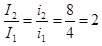 I₂/I₁ = i₂/i₁ = 8/4 = 2